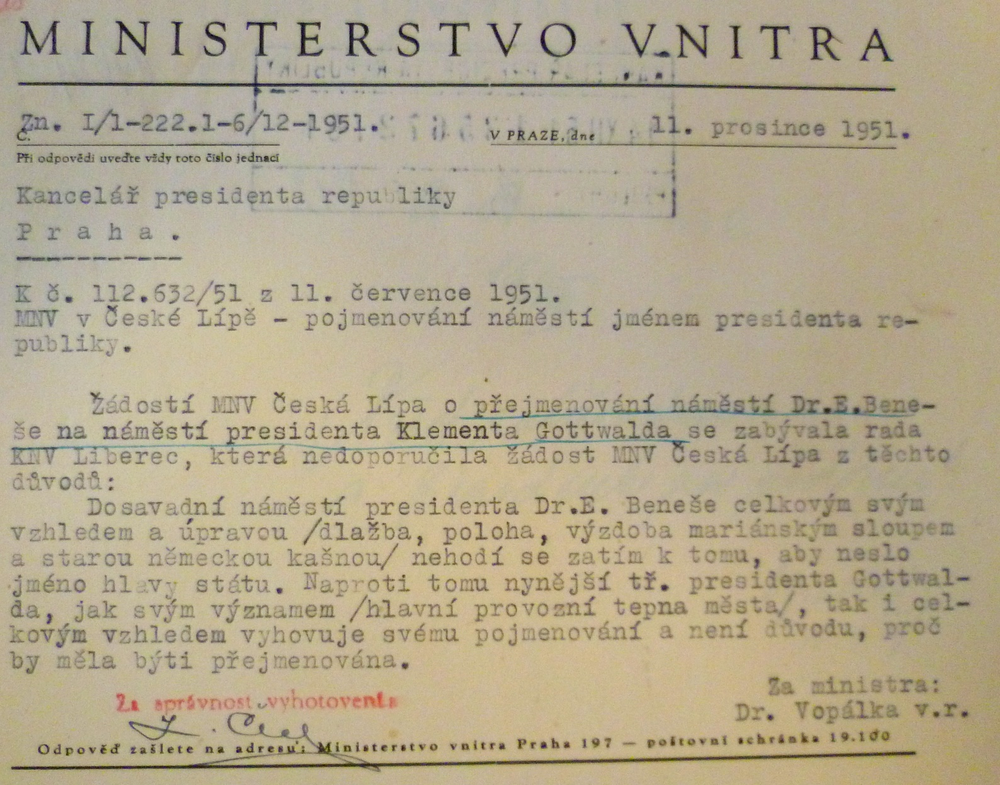 MINISTERSTVO VNITRA
Zn. I/1-222.1-6/12-1951.
V PRAZE, dne 11. prosince 1951.
Č.
Při odpovědi uveďte vždy toto číslo jednací
Kancelář presidenta republiky
Praha.
K č. 112.632/51 z 11. července 1951.
MNV v České Lípě - pojmenování náměstí jménem presidenta re-
publiky.
Žádostí MNV Česká Lípa o přejmenování náměstí Dr.E.Bene-
še na náměstí presidenta Klementa Gottwalda se zabývala rada
KNV Liberec, která nedoporučila žádost MNV Česká Lípa z těchto
důvodů:
Dosavadní náměstí presidenta Dr.E. Beneše celkovým svým
vzhledem a úpravou /dlažba, poloha, výzdoba mariánským sloupem
a starou německou kašnou/ nehodí se zatím k tomu, aby neslo
jméno hlavy státu. Naproti tomu nynější tř. presidenta Gottwal-
da, jak svým významem /hlavní provozní tepna města/, tak i cel-
kovým vzhledem vyhovuje svému pojmenování a není důvodu, proč
by měla býti přejmenována.
Za ministra:
Dr. Vopálka v.r.
Za správnost vyhotovení
Odpověď zašlete na adresu: Ministerstvo vnitra Praha 197 — poštovní schránka 19.100